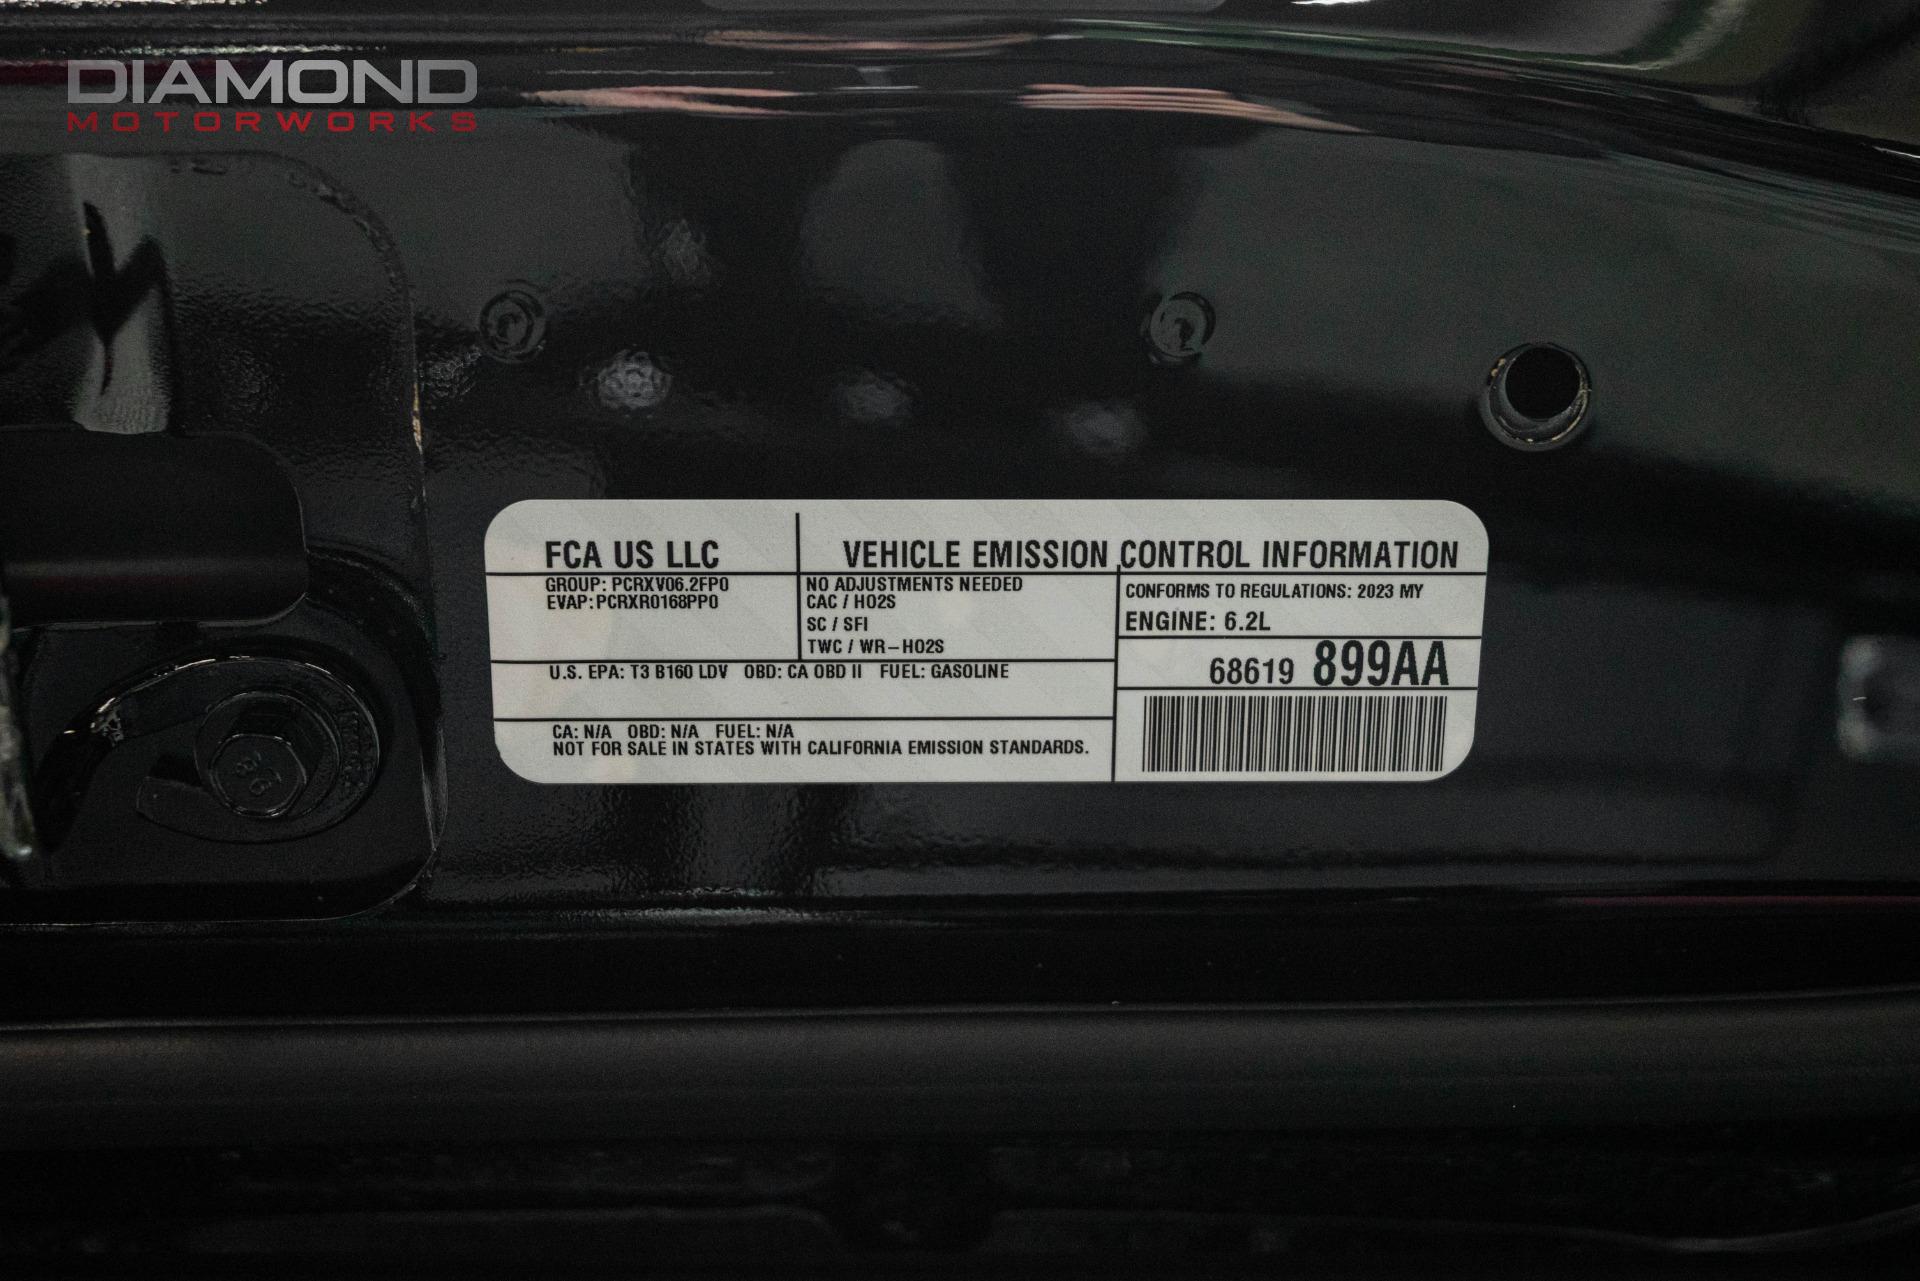 DIAMOND
MOTORWORKS
FCA US LLC
VEHICLE EMISSION CONTROL INFORMATION
GROUP: PCRXV06.2FP0
EVAP:PCRXR0168PP0
NO ADJUSTMENTS NEEDED
CAC / HO2S
SC / SFI
TWC / WR-HO2S
CONFORMS TO REGULATIONS: 2023 MY
ENGINE: 6.2L
68619 899AA
U.S. EPA: T3 B160 LDV OBD: CA OBD II FUEL: GASOLINE
CA: N/A OBD: N/A FUEL: N/A
NOT FOR SALE IN STATES WITH CALIFORNIA EMISSION STANDARDS.